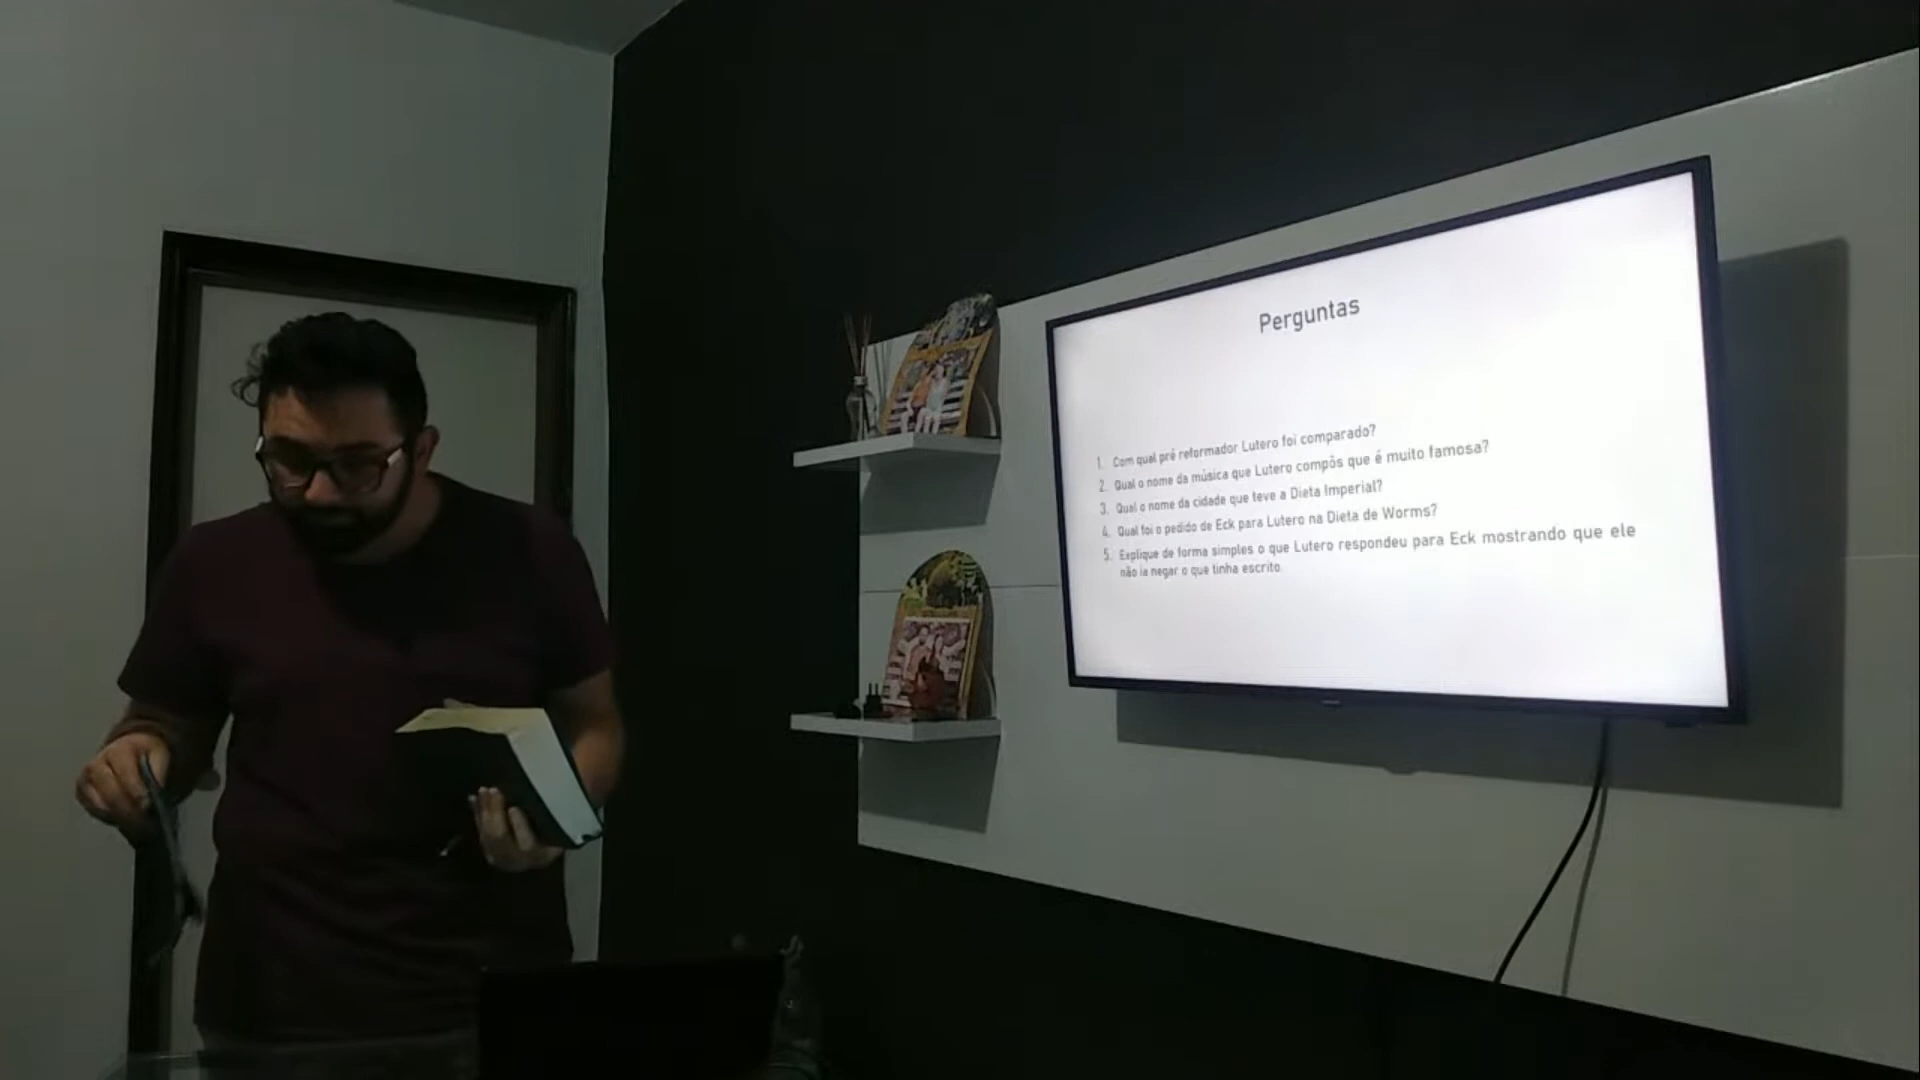 Perguntas
1. Com qual pré reformador Lutero foi comparado?
2. Qual o nome da música que Lutero compôs que é muito famosa?
3. Qual o nome da cidade que teve a Dieta Imperial?
4. Qual foi o pedido de Eck para Lutero na Dieta de Worms?
5. Explique de forma simples o que Lutero respondeu para Eck mostrando que ele
não ia negar o que tinha escrito.